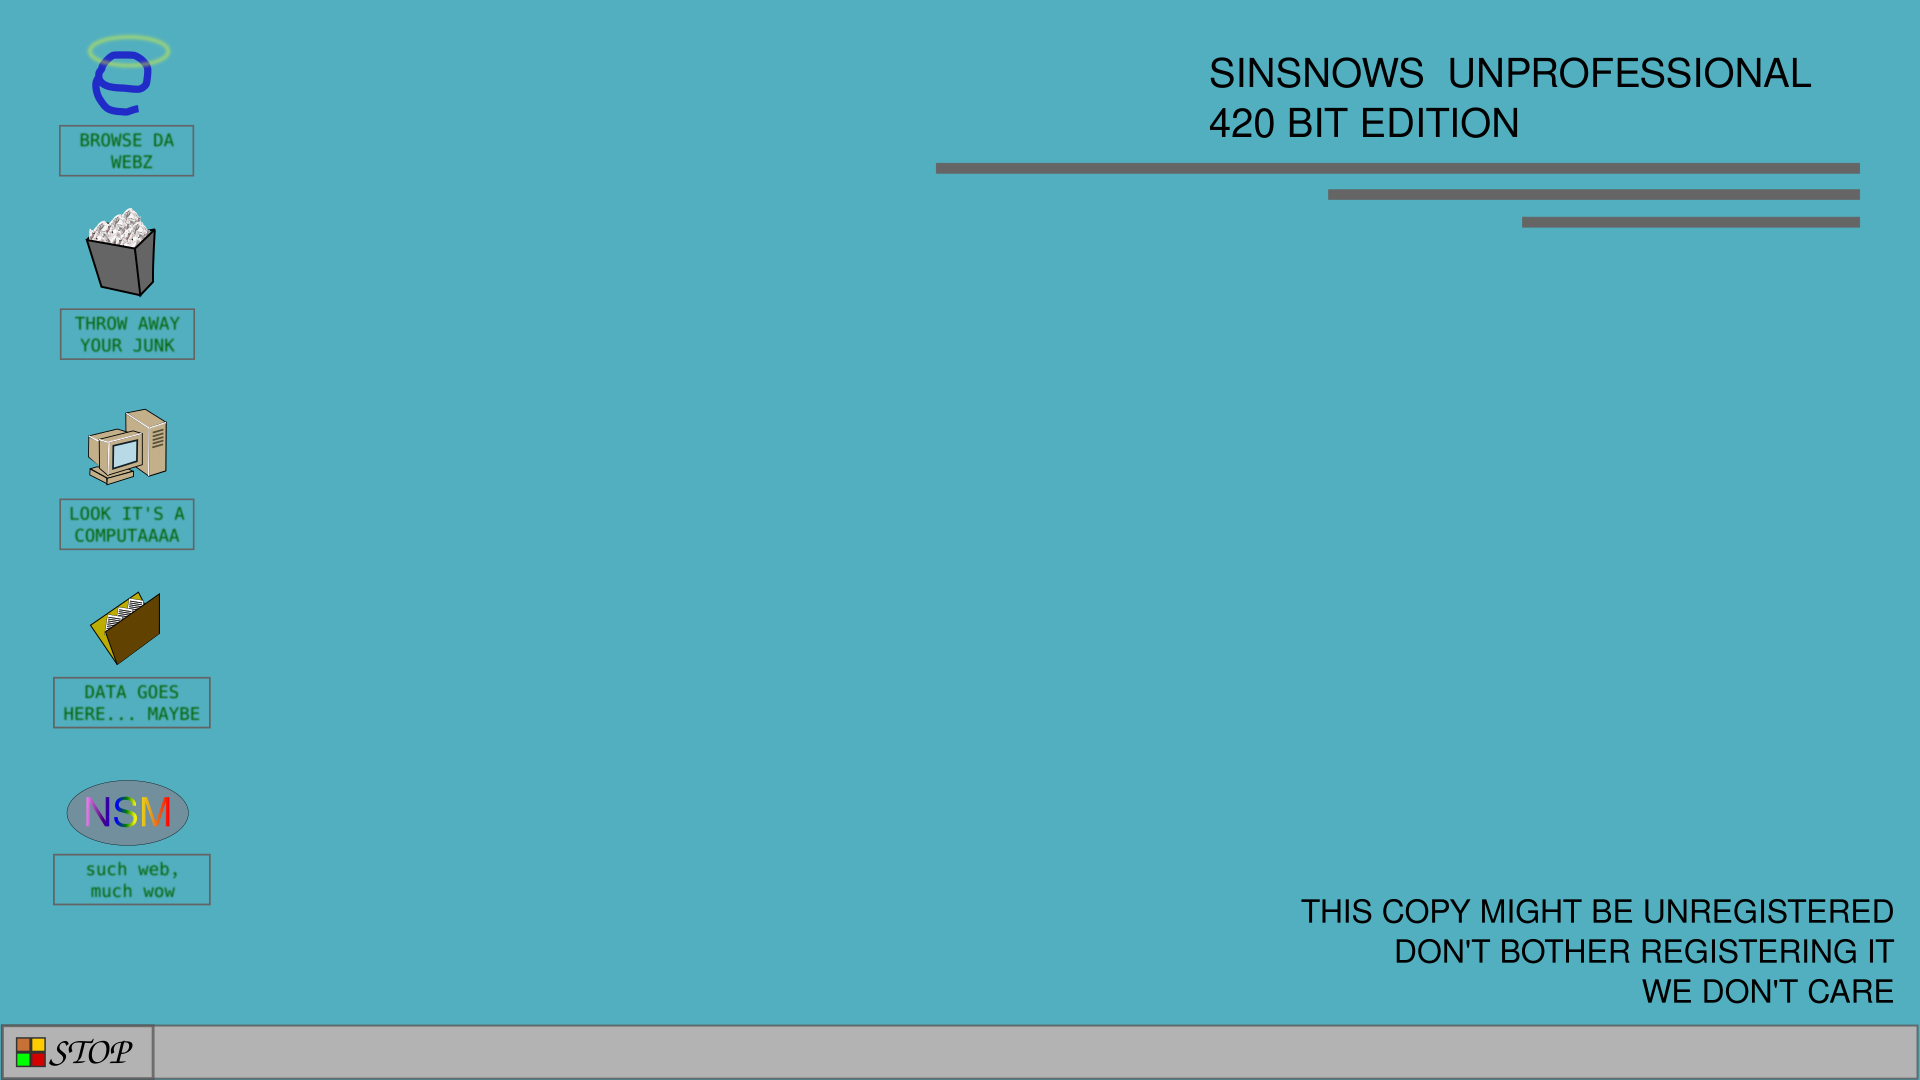 SINSNOWS UNPROFESSIONAL
420 BIT EDITION
BROWSE DA
WEBZ
THROW AWAY
YOUR JUNK
LOOK IT'S A
COMPUTAAAA
DATA GOES
HERE... MAYBE
NSM
such web,
much wow
THIS COPY MIGHT BE UNREGISTERED
DON'T BOTHER REGISTERING IT
WE DON'T CARE
STOP